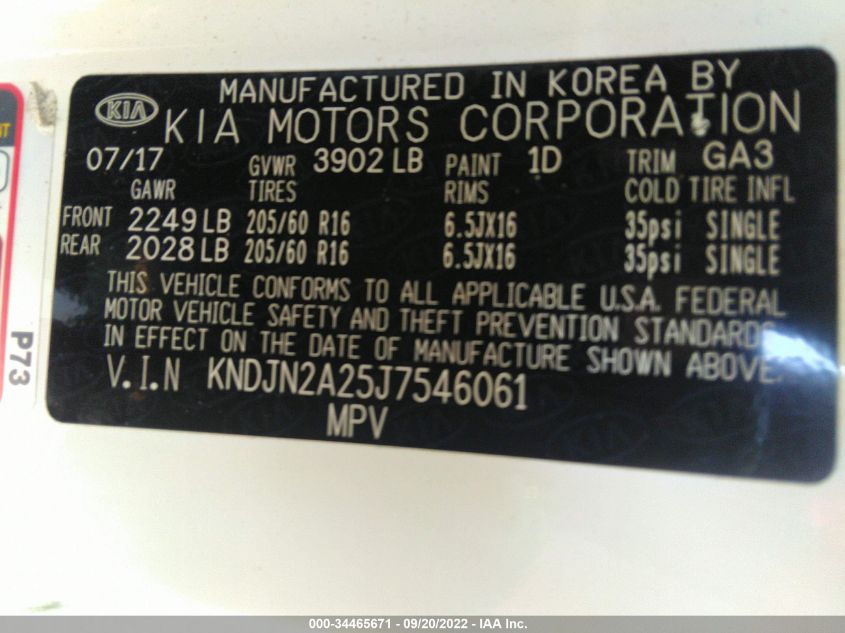 MANUFACTURED IN KOREA BY
KIA KIA MOTORS CORPORATION
07/17 GVWR 3902 LB PAINT 1D TRIM GA3
GAWR TIRES RIMS COLD TIRE INFL
FRONT 2249 LB 205/60 R16 6.5JX16 35psi SINGLE
REAR 2028 LB 205/60 R16 6.5JX16 35psi SINGLE
THIS VEHICLE CONFORMS TO ALL APPLICABLE U.S.A. FEDERAL
MOTOR VEHICLE SAFETY AND THEFT PREVENTION STANDARDS
IN EFFECT ON THE DATE OF MANUFACTURE SHOWN ABOVE.
V.I.N KNDJN2A25J7546061
MPV
P73
000-34465671 - 09/20/2022 - IAA Inc.